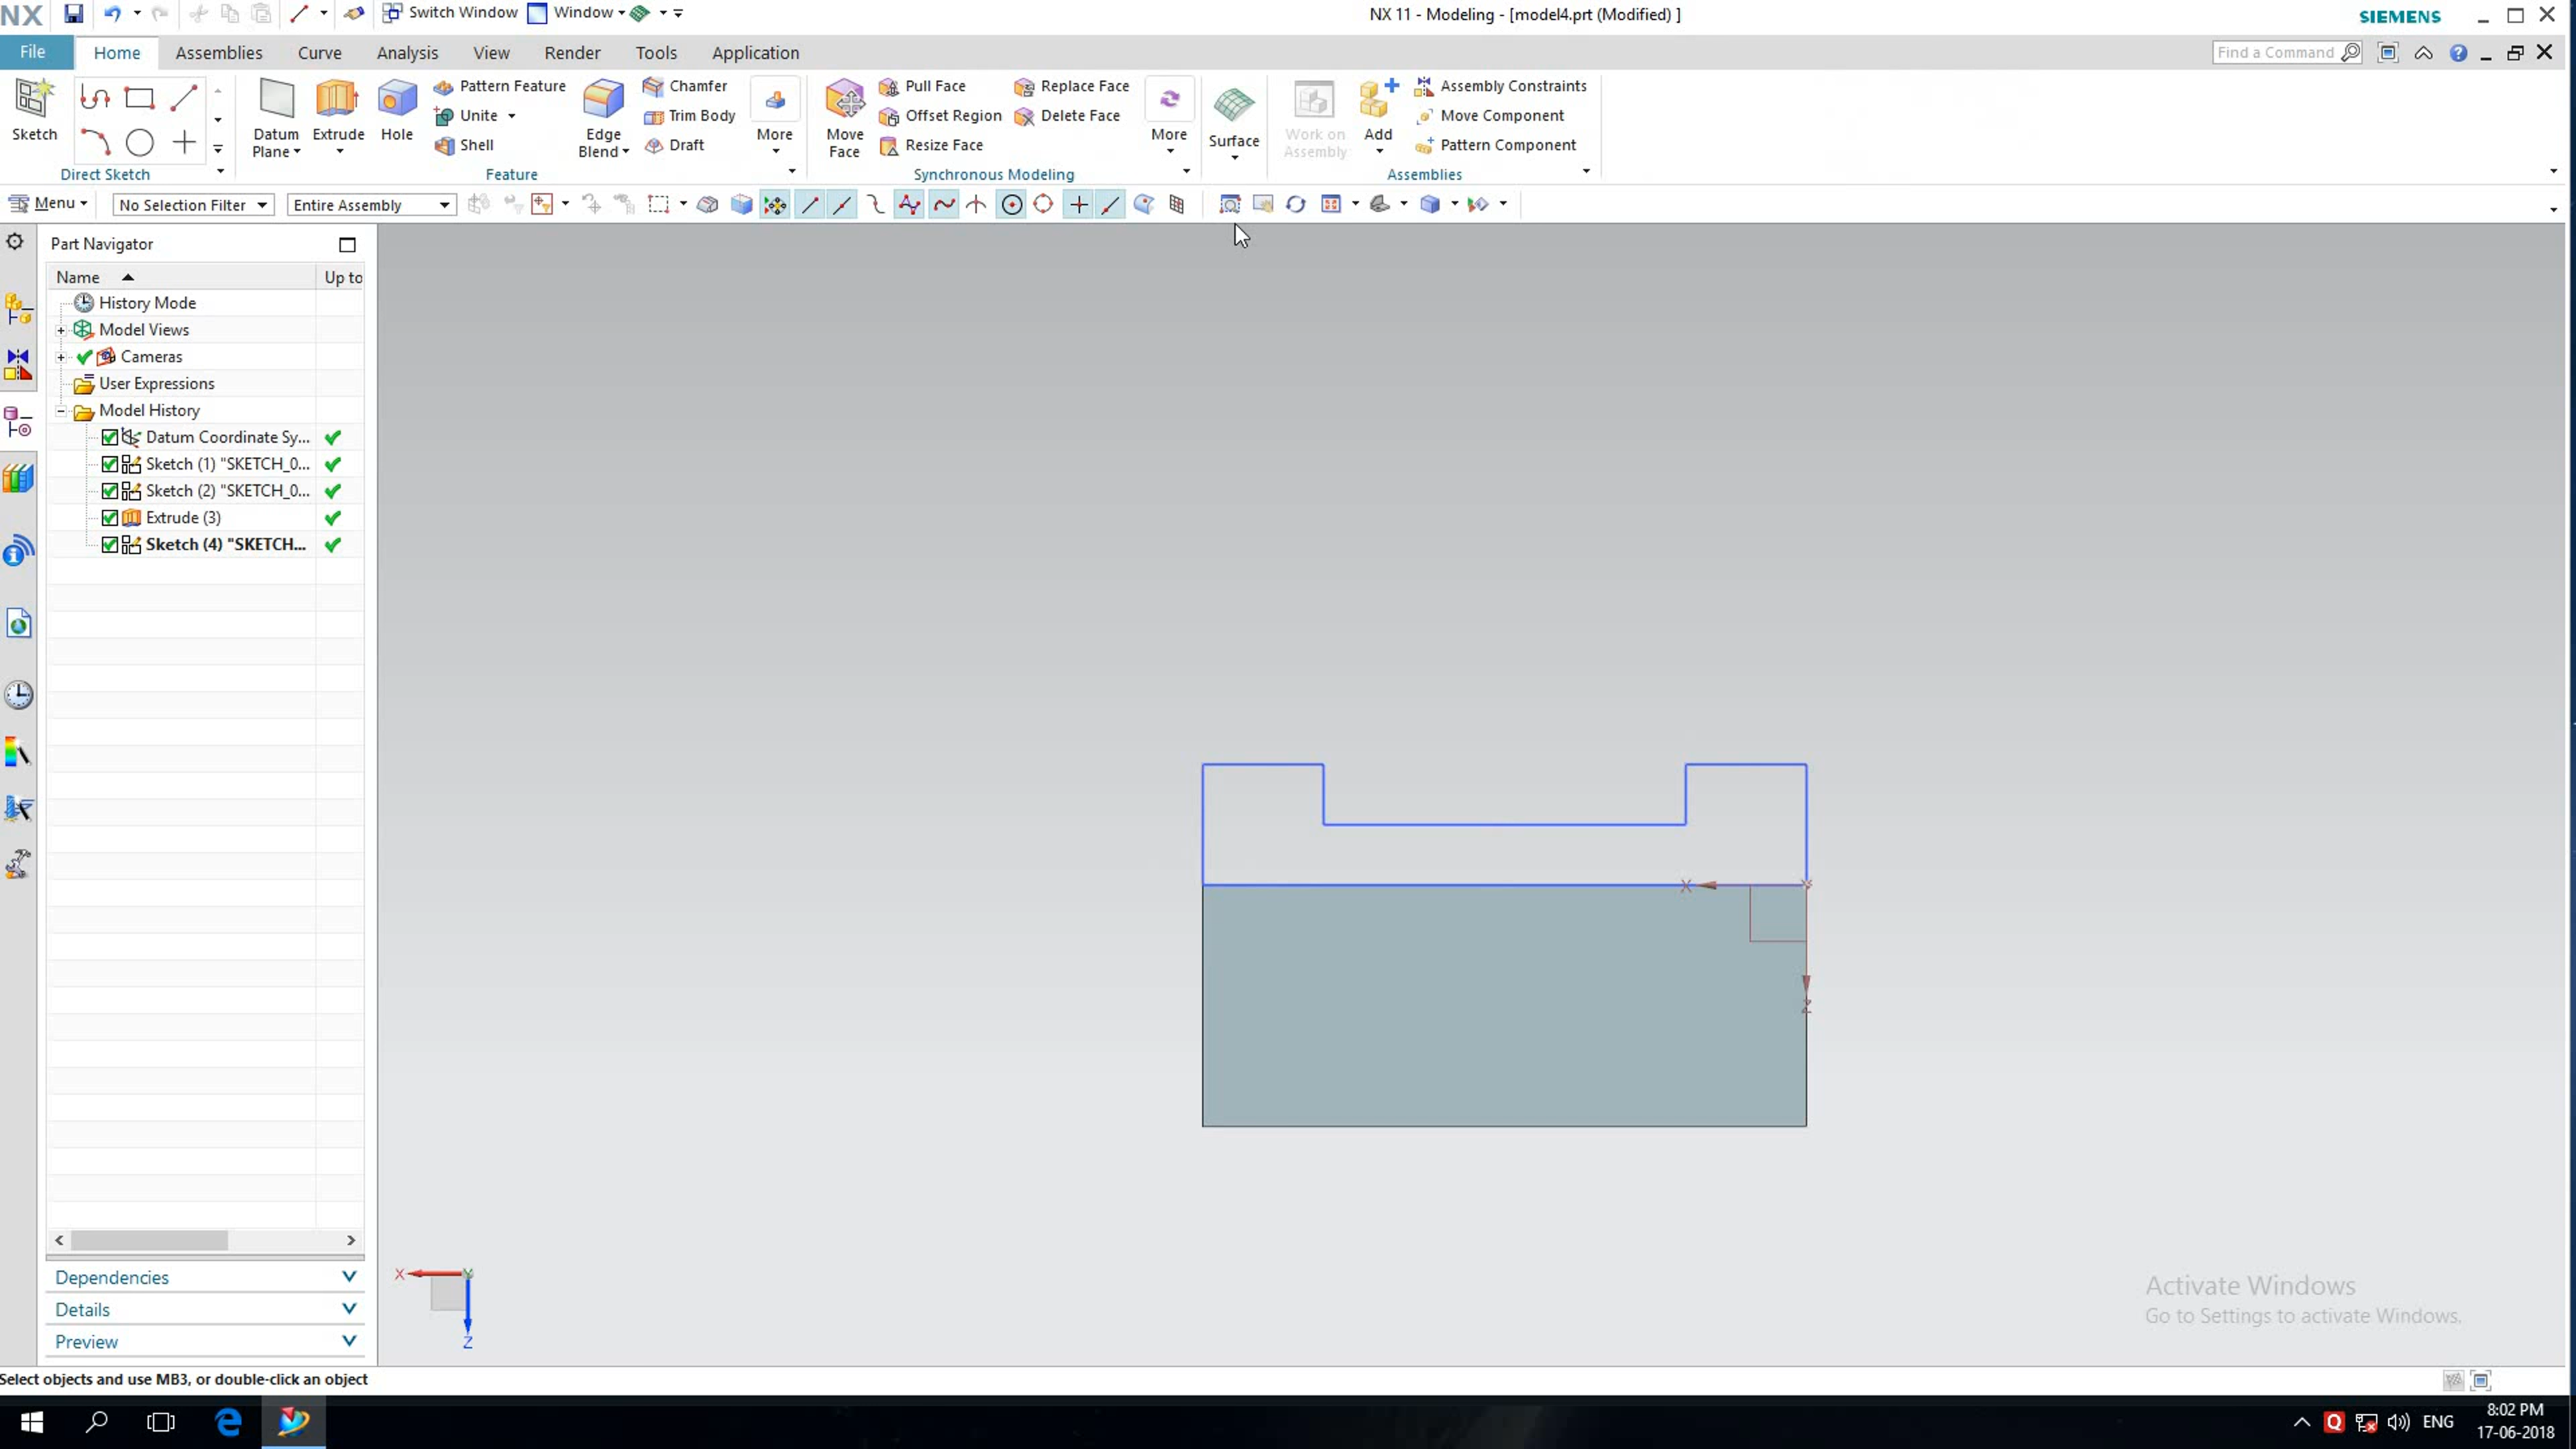 NX
Switch Window
Window
NX 11 - Modeling - [model4.prt (Modified) ]
SIEMENS
File
Home
Assemblies
Curve
Analysis
View
Render
Tools
Application
Find a Command
Sketch
Direct Sketch
Datum
Plane
Extrude
Hole
Pattern Feature
Unite
Shell
Edge
Blend
Chamfer
Trim Body
Draft
More
Feature
Move
Face
Pull Face
Offset Region
Resize Face
Replace Face
Delete Face
More
Synchronous Modeling
Surface
Work on
Assembly
Add
Assembly Constraints
Move Component
Pattern Component
Assemblies
Menu
No Selection Filter
Entire Assembly
Part Navigator
Name
Up to
History Mode
Model Views
Cameras
User Expressions
Model History
Datum Coordinate Sy...
Sketch (1) "SKETCH_0...
Sketch (2) "SKETCH_0...
Extrude (3)
Sketch (4) "SKETCH...
Dependencies
Details
Preview
X
Z
X
Z
Activate Windows
Go to Settings to activate Windows.
Select objects and use MB3, or double-click an object
ENG
8:02 PM
17-06-2018